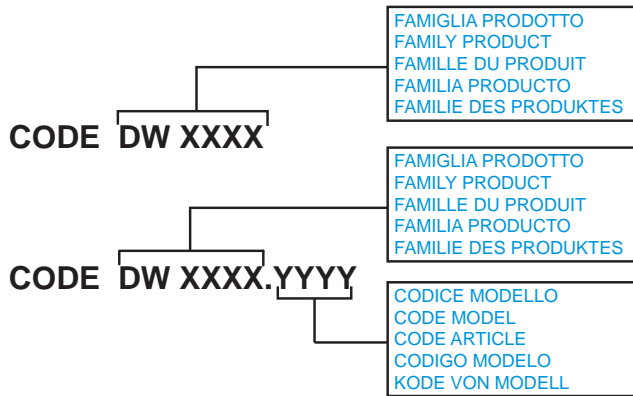 FAMIGLIA PRODOTTO
FAMILY PRODUCT
FAMILLE DU PRODUIT
FAMILIA PRODUCTO
FAMILIE DES PRODUKTES
CODE DW XXXX
FAMIGLIA PRODOTTO
FAMILY PRODUCT
FAMILLE DU PRODUIT
FAMILIA PRODUCTO
FAMILIE DES PRODUKTES
CODE DW XXXX.YYYY
CODICE MODELLO
CODE MODEL
CODE ARTICLE
CODIGO MODELO
KODE VON MODELL